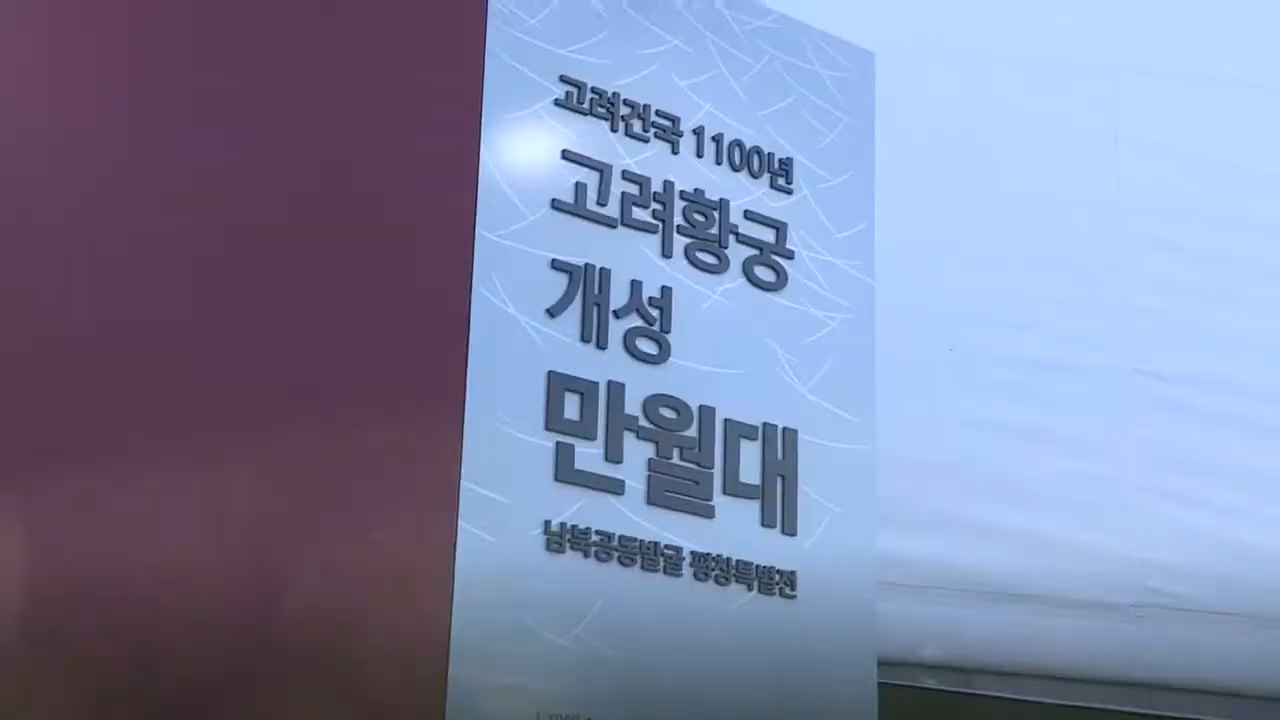 고려건국 1100년
고려황궁
개성
만월대
남북공동발굴 평창특별전